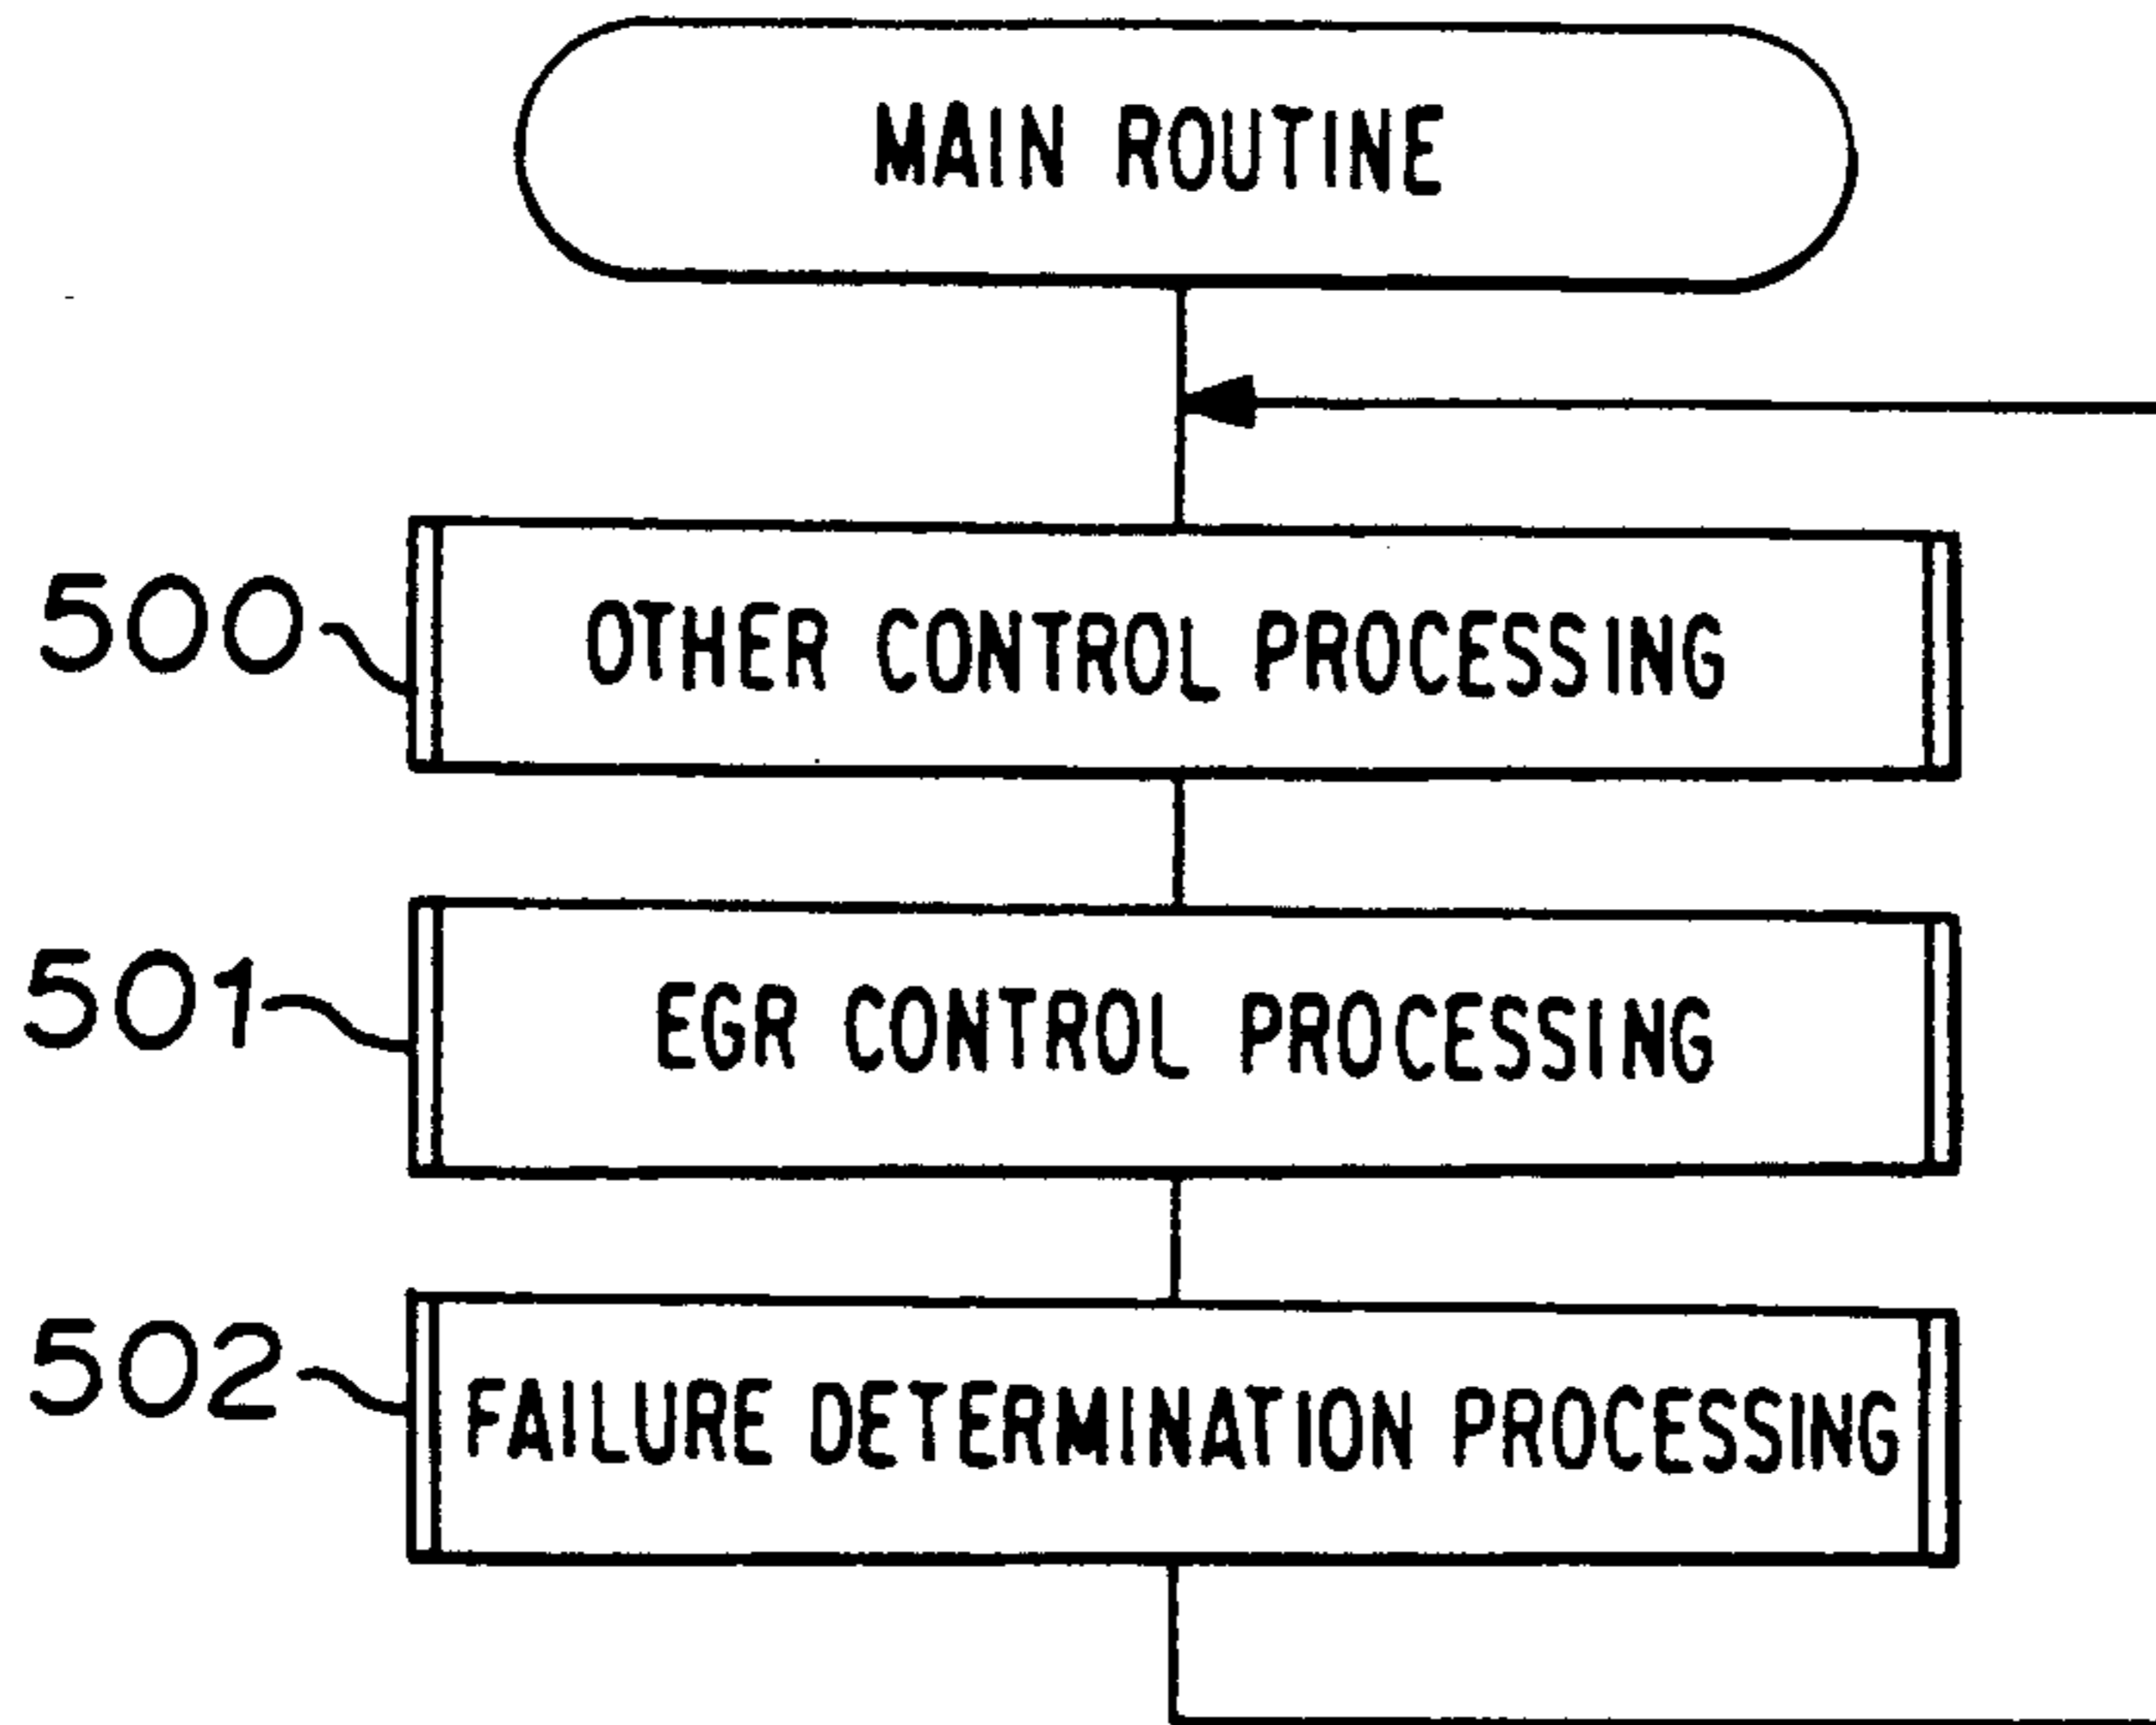 MAIN ROUTINE
500
OTHER CONTROL PROCESSING
501
EGR CONTROL PROCESSING
502
FAILURE DETERMINATION PROCESSING